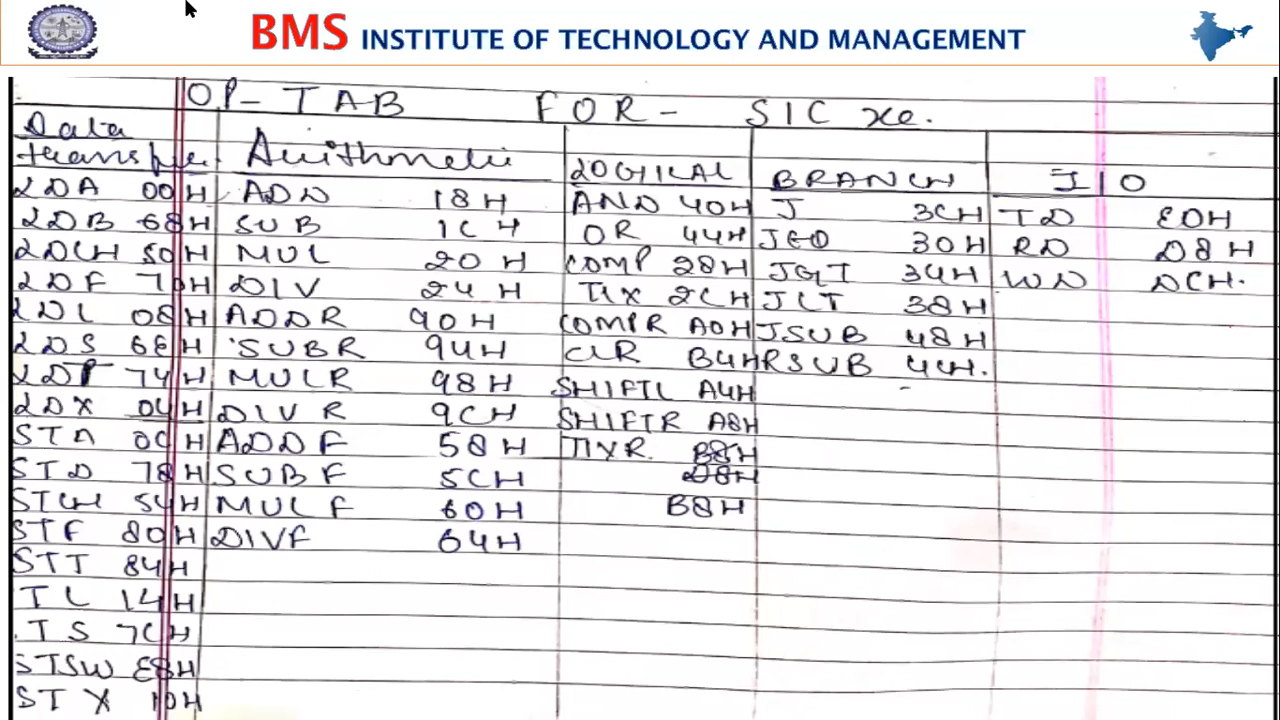 BMS INSTITUTE OF TECHNOLOGY AND MANAGEMENT
OP-TAB FOR - SIC xe.
Data transfer Arithmetic LOGICAL BRANCH I/O
LDA 00H ADD 18H AND 40H J 3CH TD E0H
LDB 68H SUB 1CH OR 44H JEQ 30H RD D8H
LDCH 50H MUL 20H COMP 28H JGT 34H WD DCH.
LDF 70H DIV 24H TIX 2CH JLT 38H
LDL 08H ADDR 90H COMPR A0H JSUB 48H
LDS 6CH SUBR 94H CLR B4H RSUB 4CH.
LDT 74H MULR 98H SHIFTL A4H
LDX 04H DIVR 9CH SHIFTR A8H
STA 0CH ADDF 58H TIXR. B8H
STD 78H SUBF 5CH D8H
STCH 54H MULF 60H B8H
STF 80H DIVF 64H
STT 84H
TL 14H
TS 7CH
STSW E8H
STX 10H